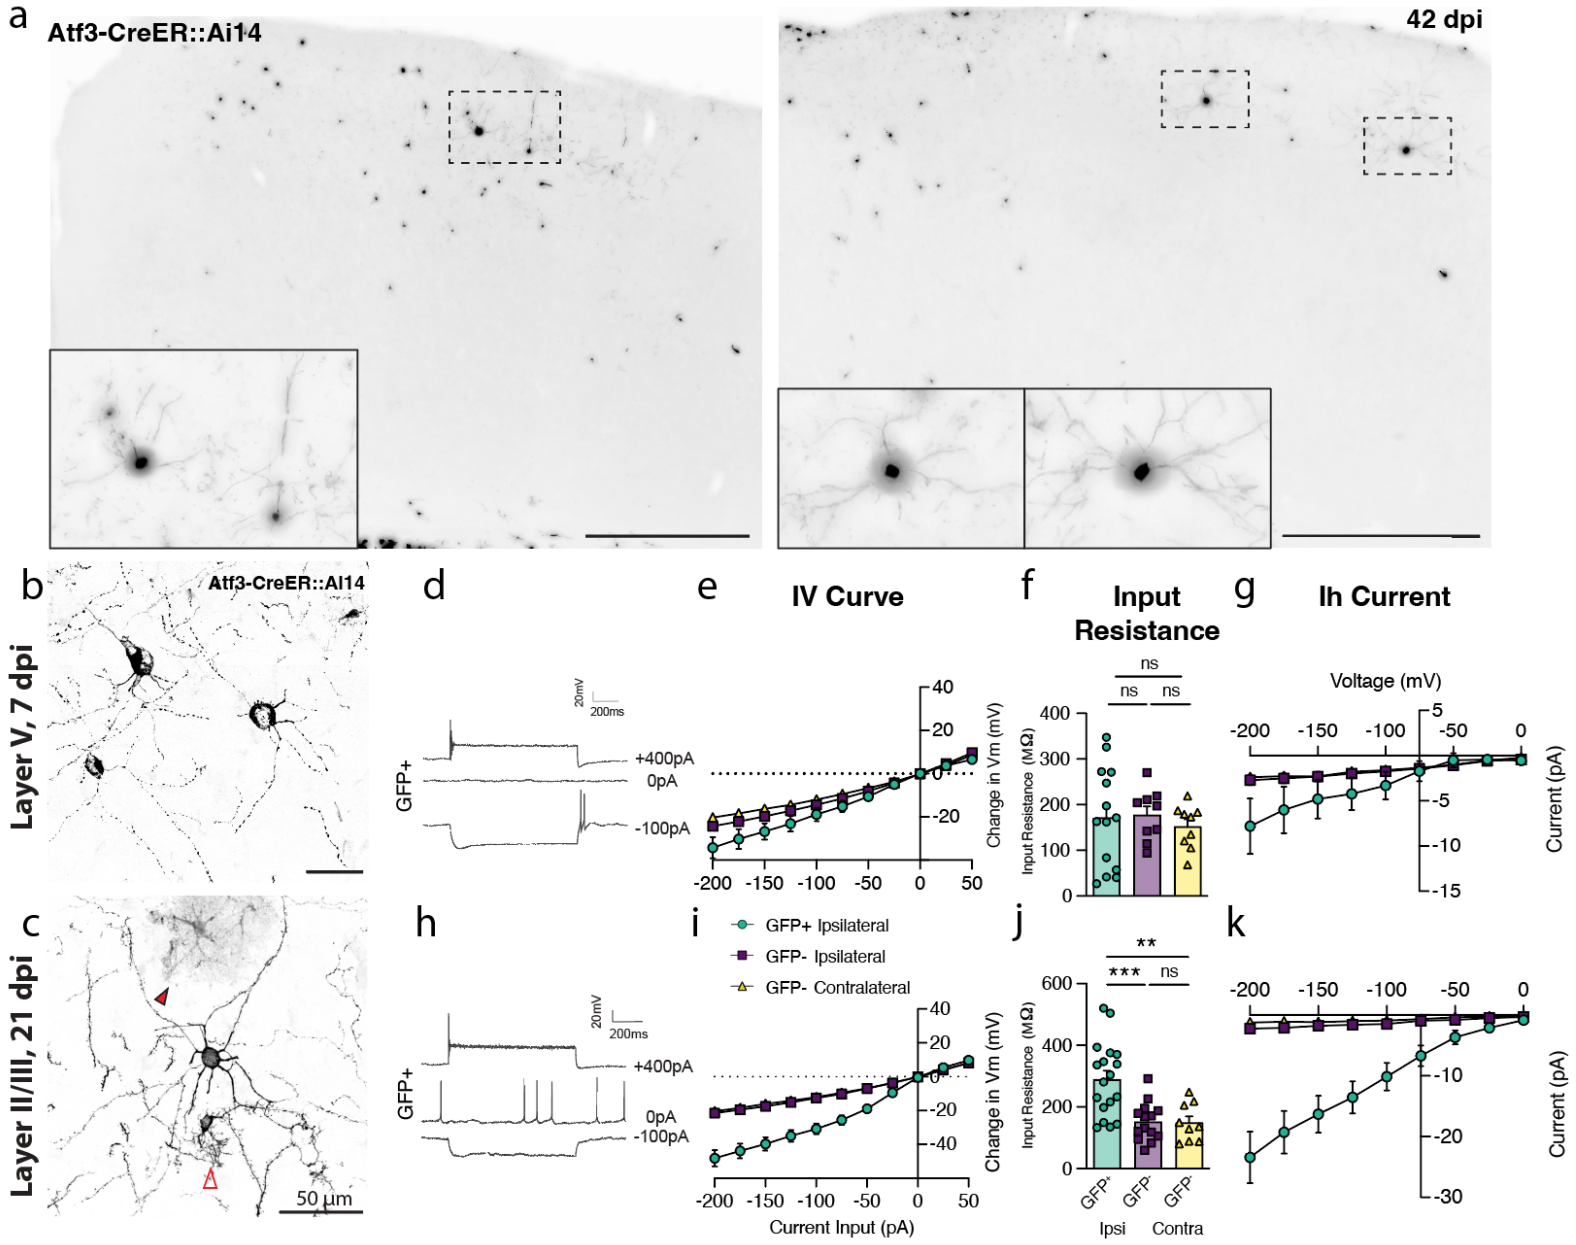 a
Atf3-CreER::Ai14
42 dpi
b
Atf3-CreER::AI14
Layer V, 7 dpi
c
Layer II/III, 21 dpi
50 µm
d
GFP+
20mV
200ms
+400pA
0pA
-100pA
e
IV Curve
40
20
0
-20
Change in Vm (mV)
-200
-150
-100
-50
0
50
f
Input
Resistance
ns
ns
ns
400
300
200
100
0
Input Resistance (MΩ)
g
Ih Current
Voltage (mV)
-200
-150
-100
-50
0
5
-5
-10
-15
Current (pA)
h
GFP+
20mV
200ms
+400pA
0pA
-100pA
i
GFP+ Ipsilateral
GFP- Ipsilateral
GFP- Contralateral
40
20
0
-20
-40
Change in Vm (mV)
-200
-150
-100
-50
0
50
Current Input (pA)
j
**
***
ns
600
400
200
0
Input Resistance (MΩ)
GFP+
GFP-
GFP-
Ipsi
Contra
k
-200
-150
-100
-50
0
-10
-20
-30
Current (pA)